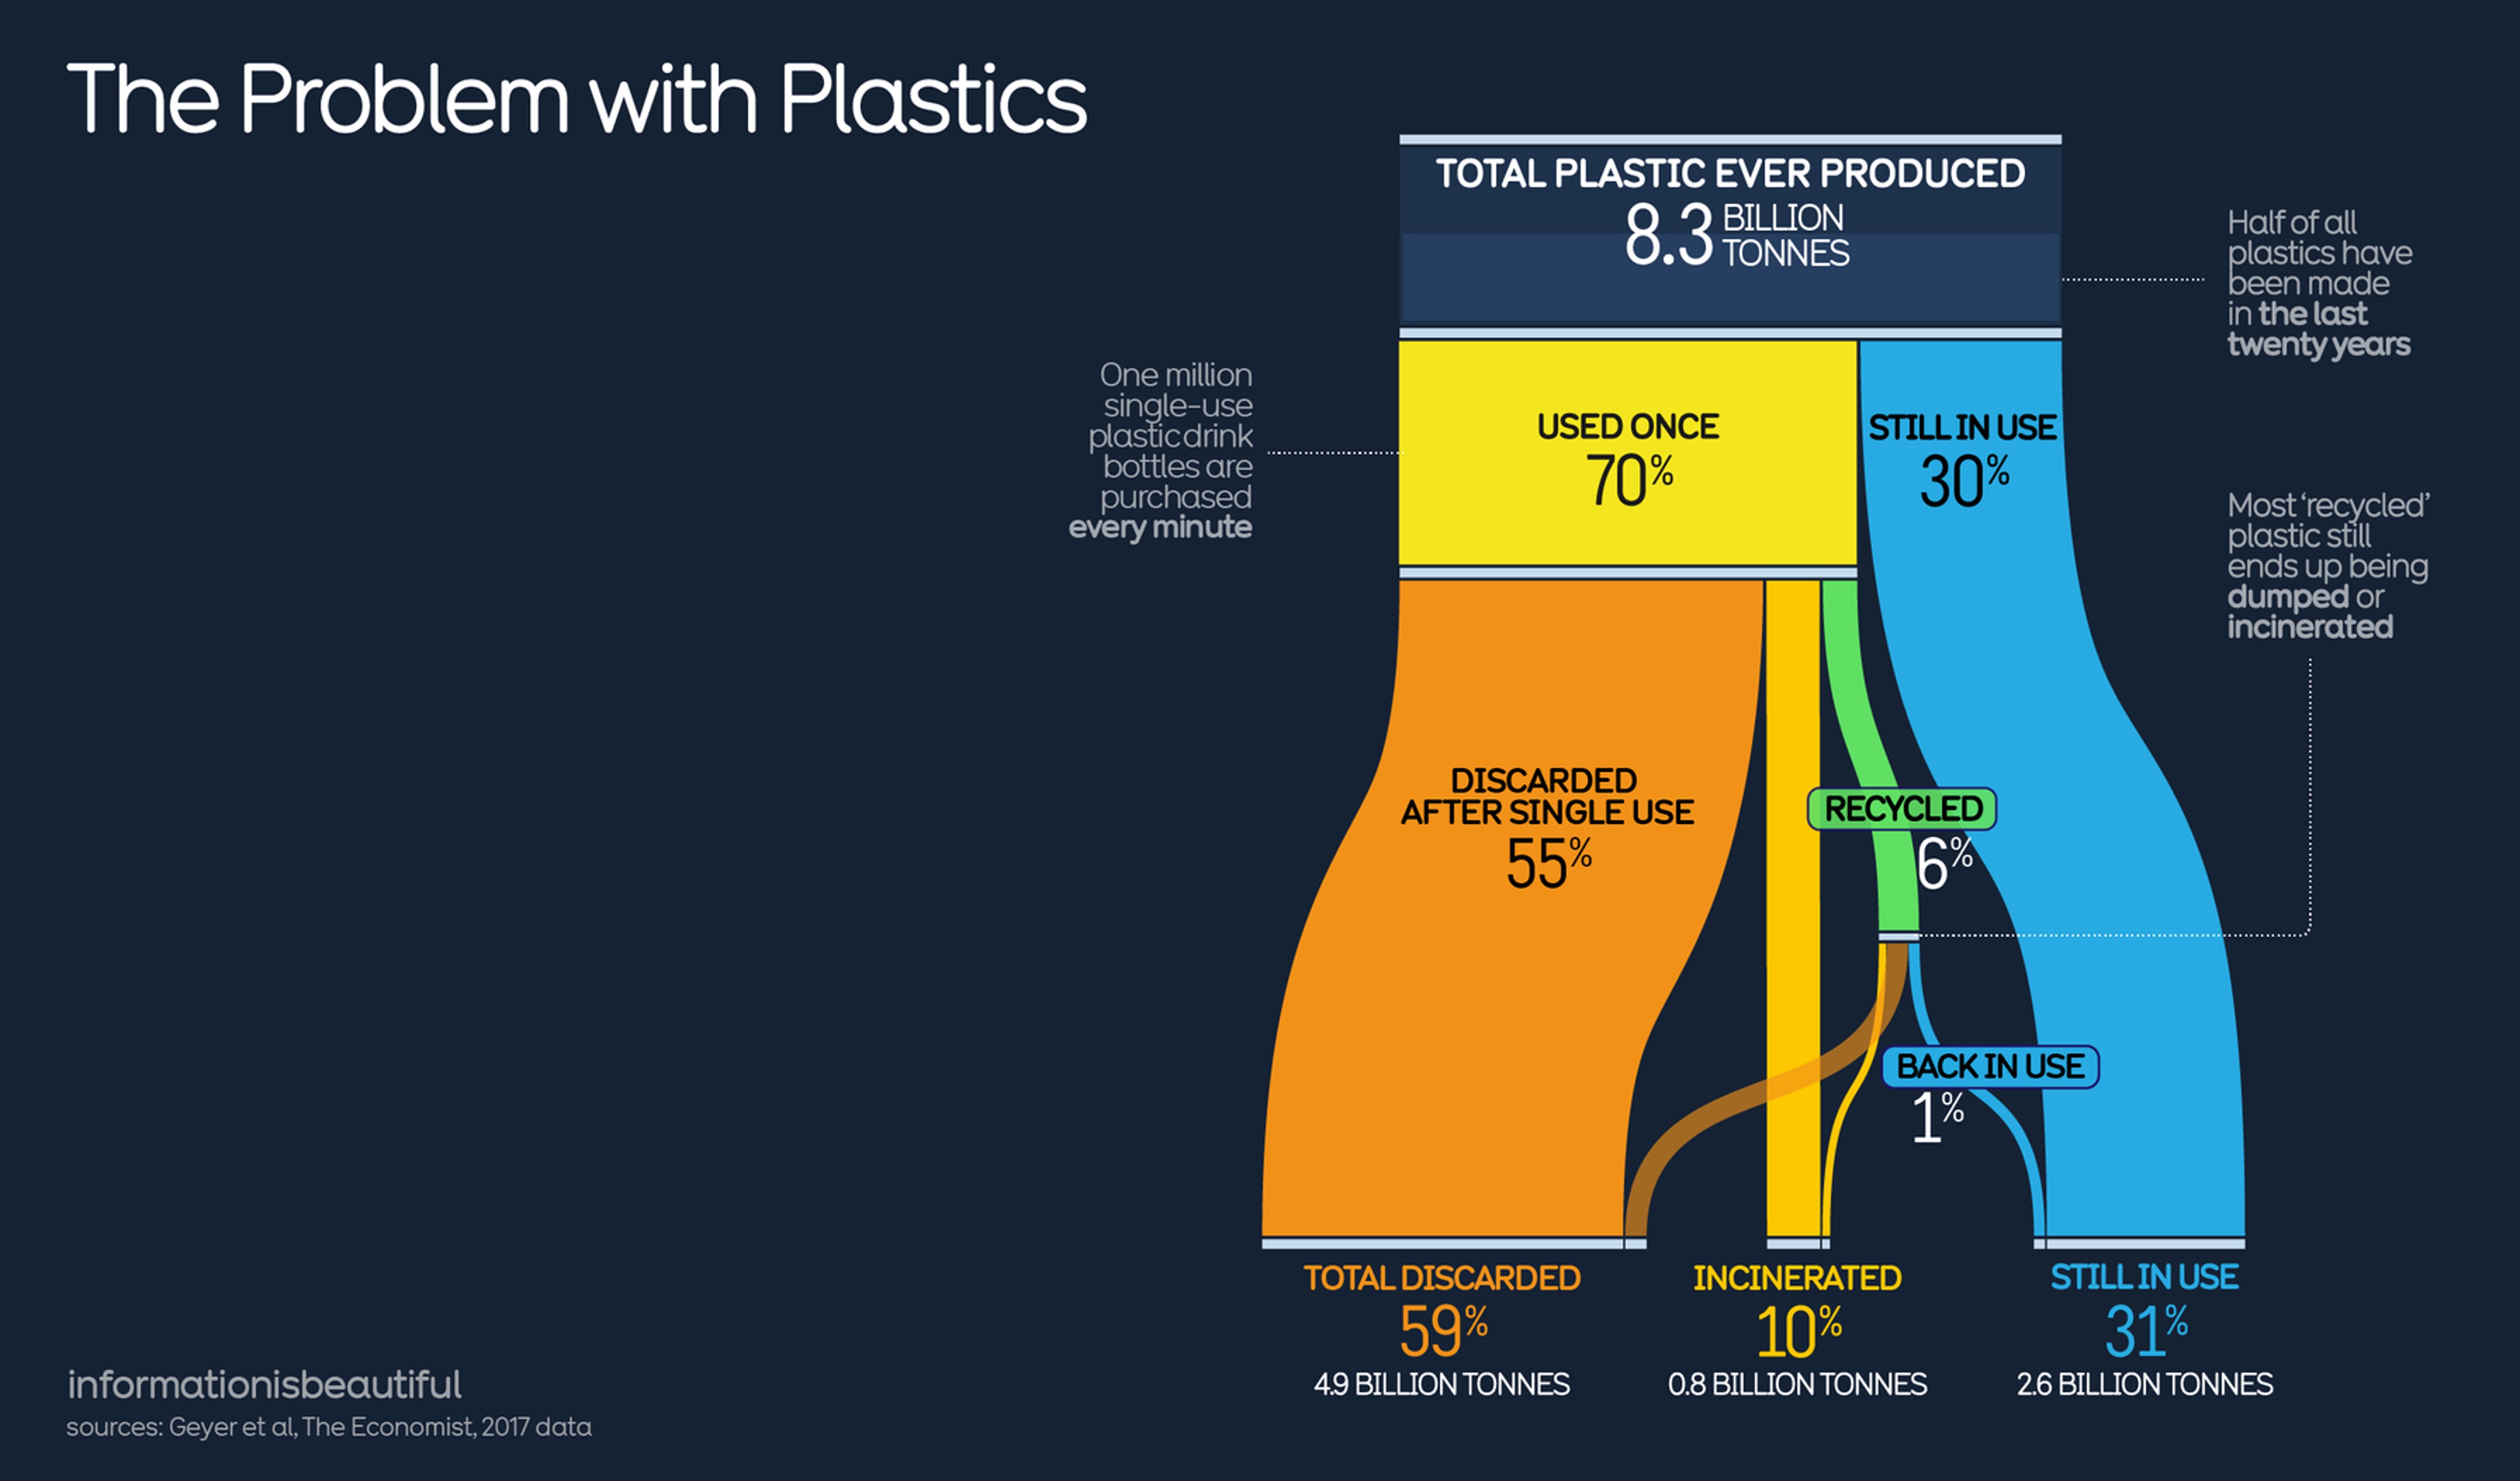 The Problem with Plastics
TOTAL PLASTIC EVER PRODUCED
8.3 BILLION
TONNES
Half of all
plastics have
been made
in the last
twenty years
One million
single-use
plastic drink
bottles are
purchased
every minute
USED ONCE
70%
STILL IN USE
30%
Most ‘recycled’
plastic still
ends up being
dumped or
incinerated
DISCARDED
AFTER SINGLE USE
55%
RECYCLED
6%
BACK IN USE
1%
TOTAL DISCARDED
59%
4.9 BILLION TONNES
INCINERATED
10%
0.8 BILLION TONNES
STILL IN USE
31%
2.6 BILLION TONNES
informationisbeautiful
sources: Geyer et al, The Economist, 2017 data